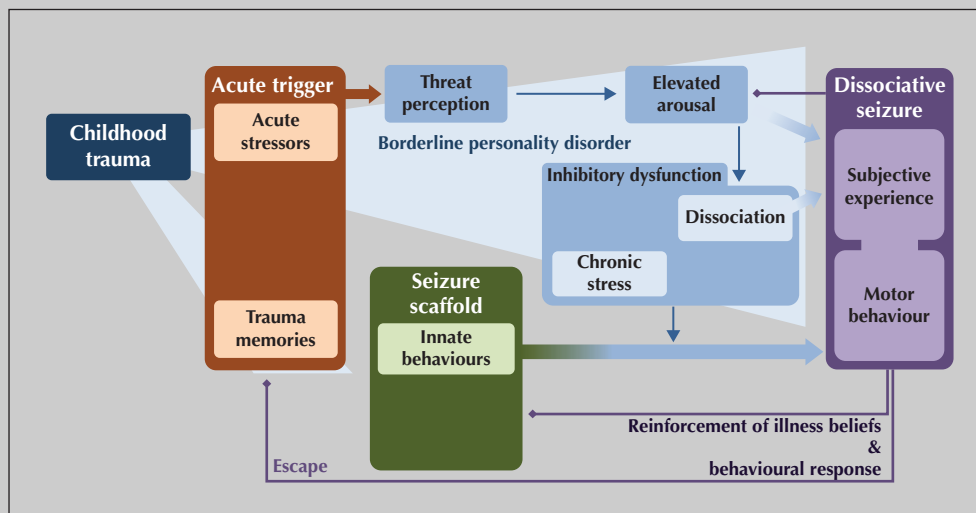 Childhood
trauma
Acute trigger
Acute
stressors
Trauma
memories
Threat
perception
Elevated
arousal
Borderline personality disorder
Inhibitory dysfunction
Dissociation
Chronic
stress
Seizure
scaffold
Innate
behaviours
Dissociative
seizure
Subjective
experience
Motor
behaviour
Reinforcement of illness beliefs
&
behavioural response
Escape